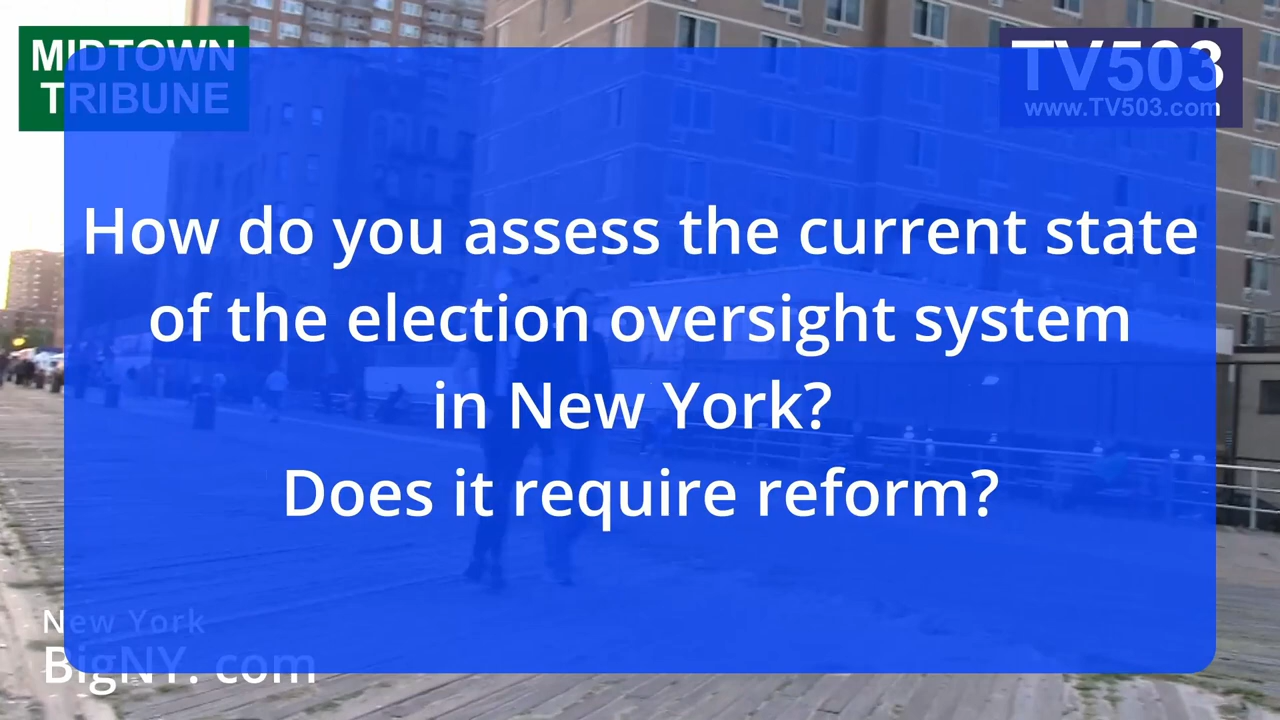 MIDTOWN
TRIBUNE
TV503
www.TV503.com
How do you assess the current state
of the election oversight system
in New York?
Does it require reform?
New York
BigNY. com